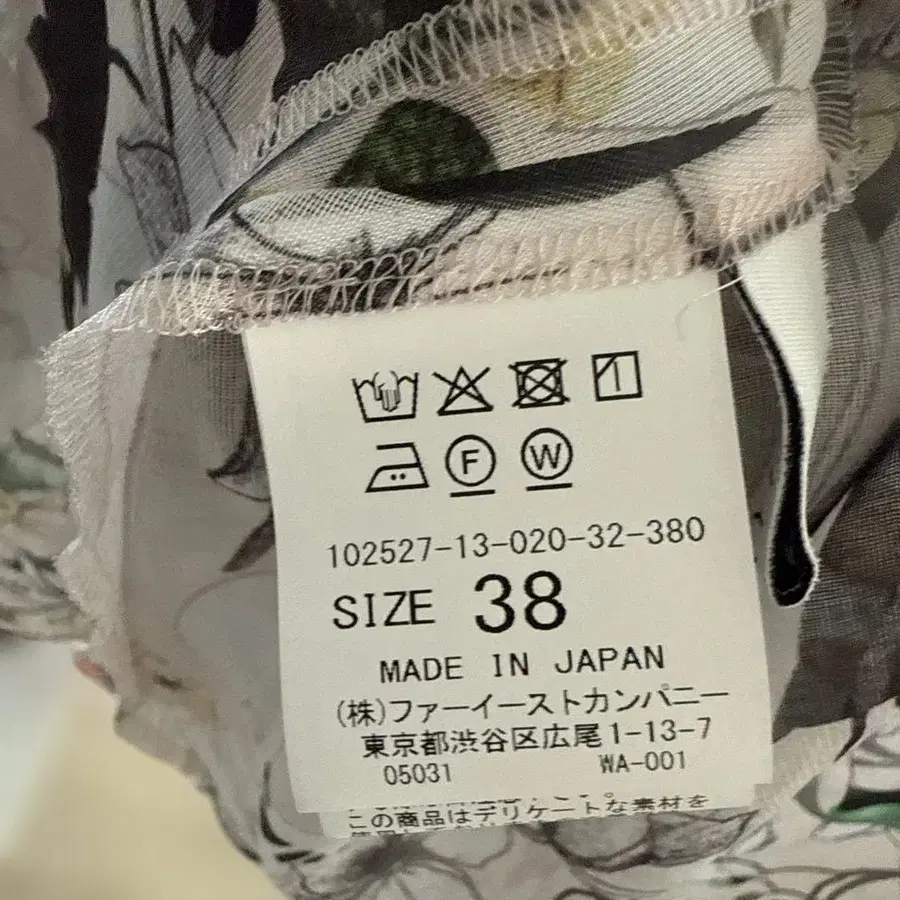 F W
102527-13-020-32-380
SIZE 38
MADE IN JAPAN
(株)ファーイーストカンパニー
東京都渋谷区広尾1-13-7
05031 WA-001
この商品はデリケートな素材を